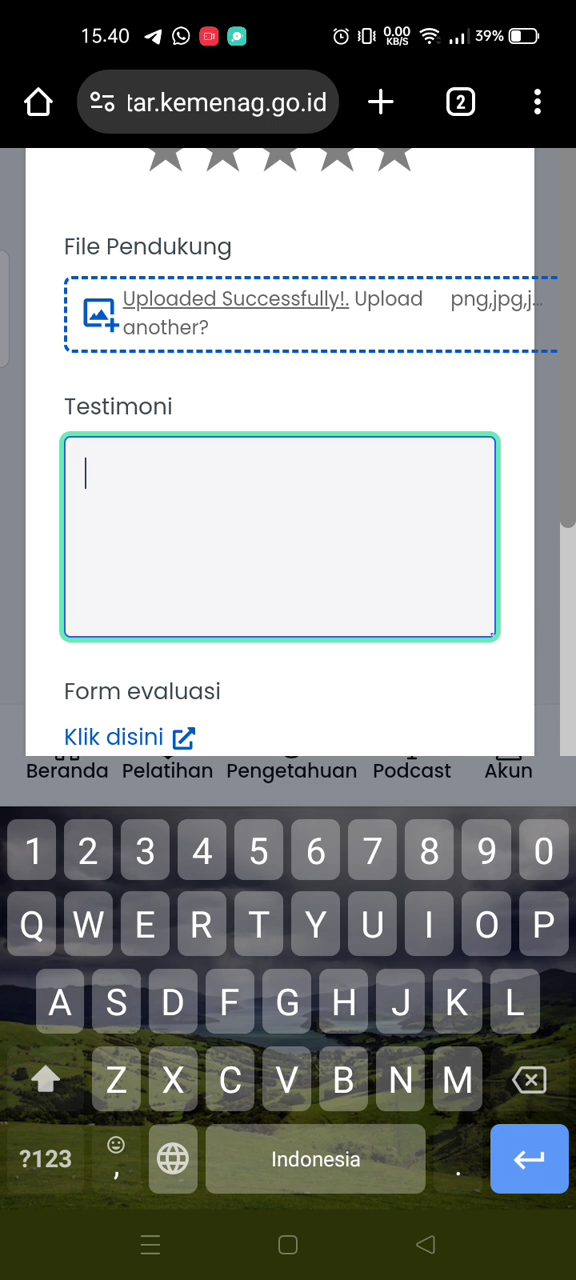 15.40
0.00
KB/S
39%
tar.kemenag.go.id
2
File Pendukung
Uploaded Successfully!. Upload another?
png,jpg,j...
Testimoni
Form evaluasi
Klik disini
Beranda Pelatihan Pengetahuan Podcast Akun
1 2 3 4 5 6 7 8 9 0
Q W E R T Y U I O P
A S D F G H J K L
Z X C V B N M
?123 , Indonesia .